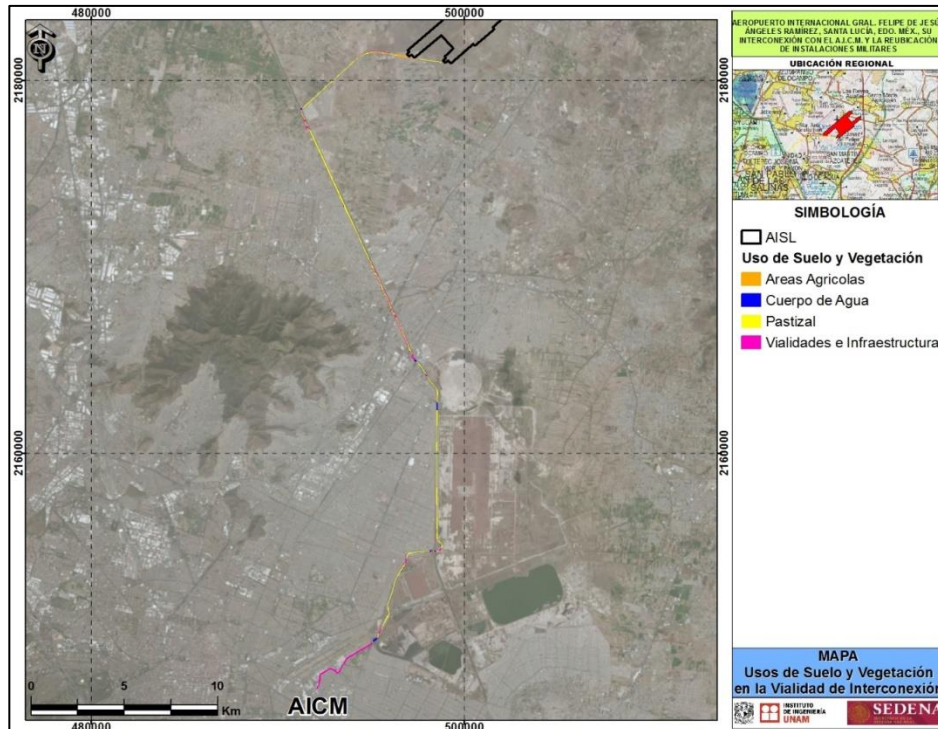 480000
500000
N
2180000
2180000
2160000
2160000
0
5
10
Km
AICM
480000
500000
AEROPUERTO INTERNACIONAL GRAL. FELIPE DE JESÚ
ÁNGELES RAMÍREZ, SANTA LUCÍA, EDO. MÉX., SU
INTERCONEXIÓN CON EL A.I.C.M. Y LA REUBICACIÓN
DE INSTALACIONES MILITARES
UBICACIÓN REGIONAL
SIMBOLOGÍA
AISL
Uso de Suelo y Vegetación
Areas Agricolas
Cuerpo de Agua
Pastizal
Vialidades e Infraestructura
MAPA
Usos de Suelo y Vegetación
en la Vialidad de Interconexión
INSTITUTO
DE INGENIERÍA
UNAM
SEDENA